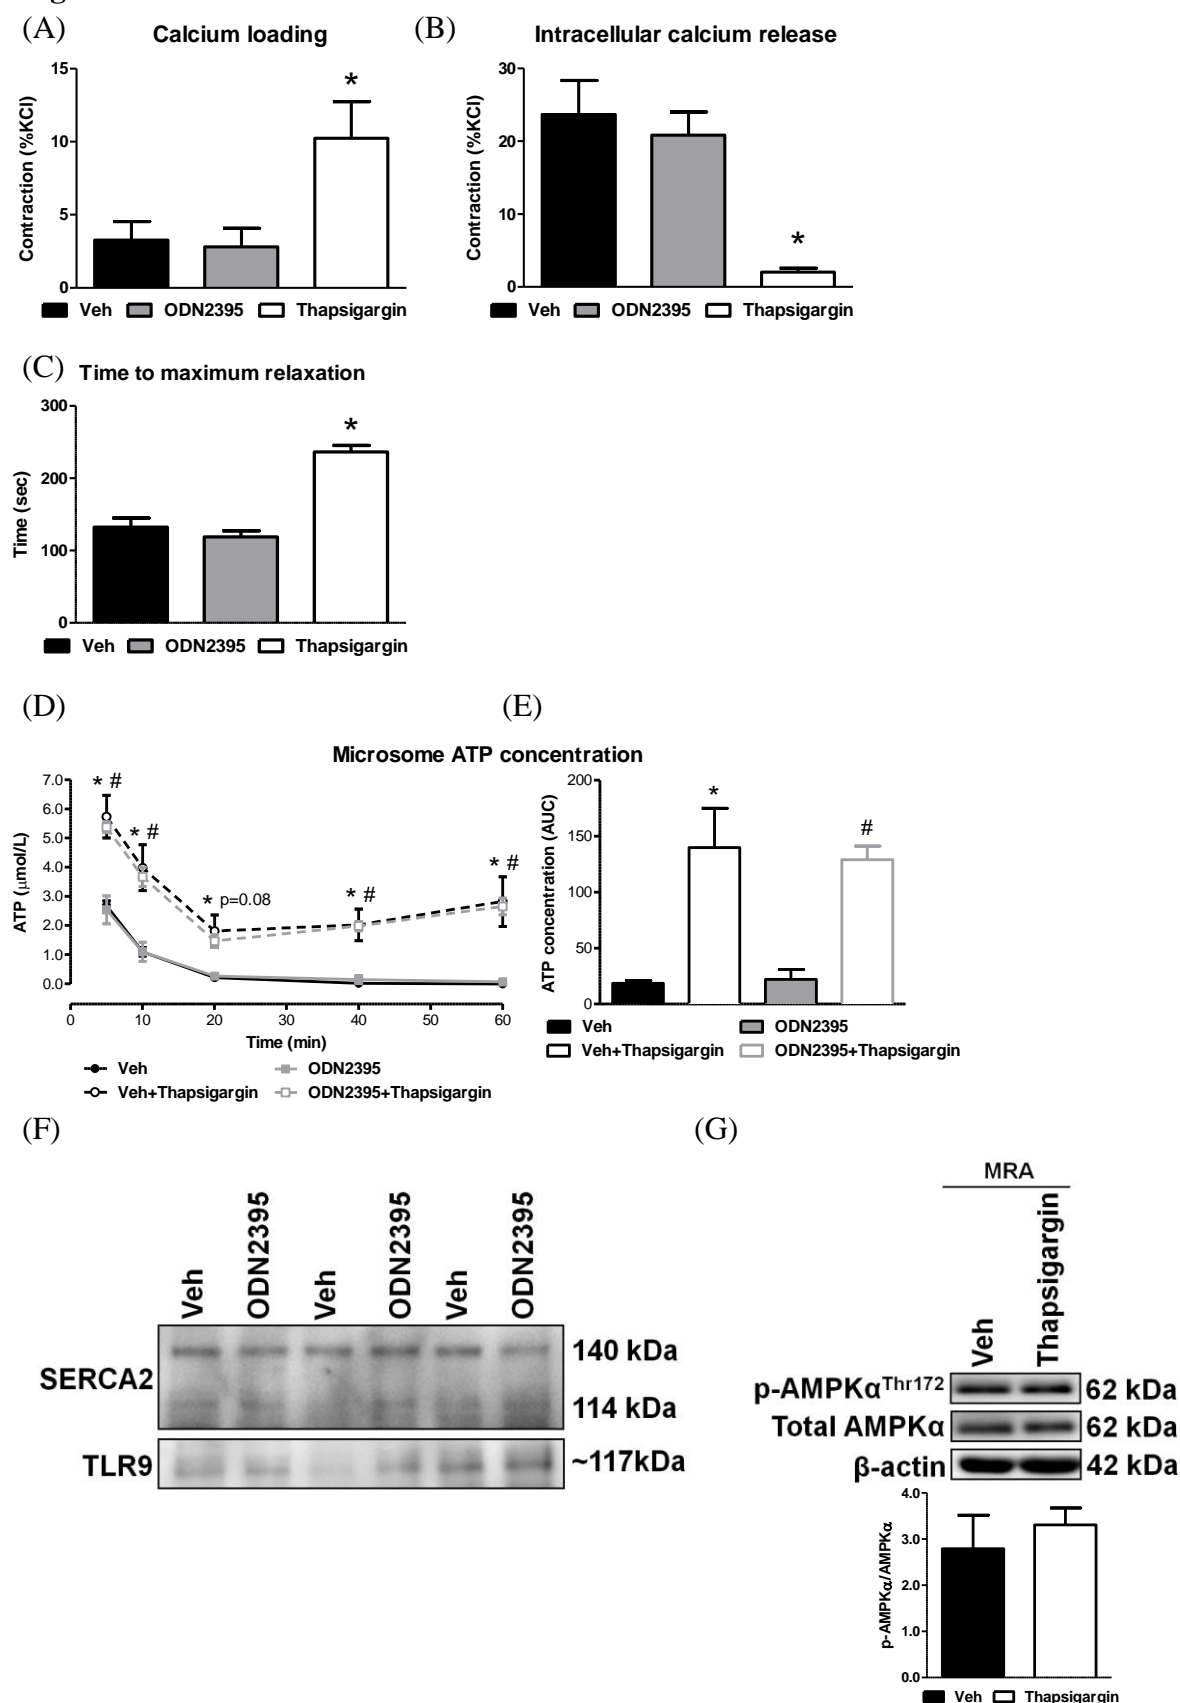 (A)
Calcium loading
Contraction (%KCl)
15
10
5
0
*
Veh ODN2395 Thapsigargin
(B)
Intracellular calcium release
Contraction (%KCl)
30
20
10
0
*
Veh ODN2395 Thapsigargin
(C)
Time to maximum relaxation
Time (sec)
300
200
100
0
*
Veh ODN2395 Thapsigargin
(D)
(E)
Microsome ATP concentration
ATP (μmol/L)
7.0
6.0
5.0
4.0
3.0
2.0
1.0
0.0
* #
* #
* p=0.08
* #
* #
0 10 20 30 40 50 60
Time (min)
Veh ODN2395
Veh+Thapsigargin ODN2395+Thapsigargin
ATP concentration (AUC)
200
150
100
50
0
*
#
Veh ODN2395
Veh+Thapsigargin ODN2395+Thapsigargin
(F)
Veh
ODN2395
Veh
ODN2395
Veh
ODN2395
SERCA2
140 kDa
114 kDa
TLR9
~117kDa
(G)
MRA
Veh
Thapsigargin
p-AMPKαThr172 62 kDa
Total AMPKα 62 kDa
β-actin 42 kDa
p-AMPKα/AMPKα
4.0
3.0
2.0
1.0
0.0
Veh Thapsigargin